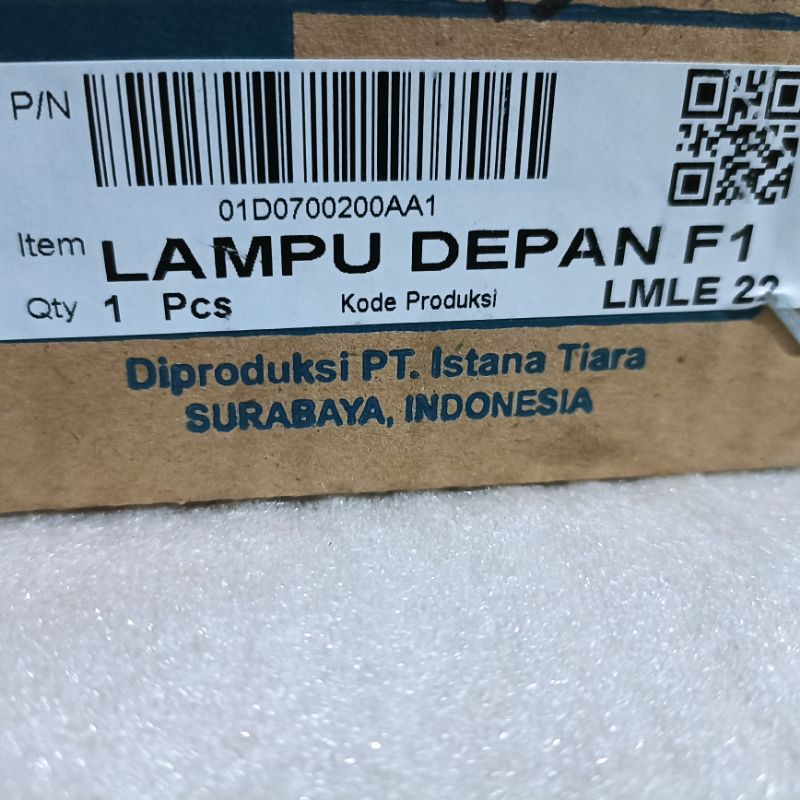 P/N
01D0700200AA1
Item LAMPU DEPAN F1
Qty 1 Pcs Kode Produksi LMLE 22
Diproduksi PT. Istana Tiara
SURABAYA, INDONESIA